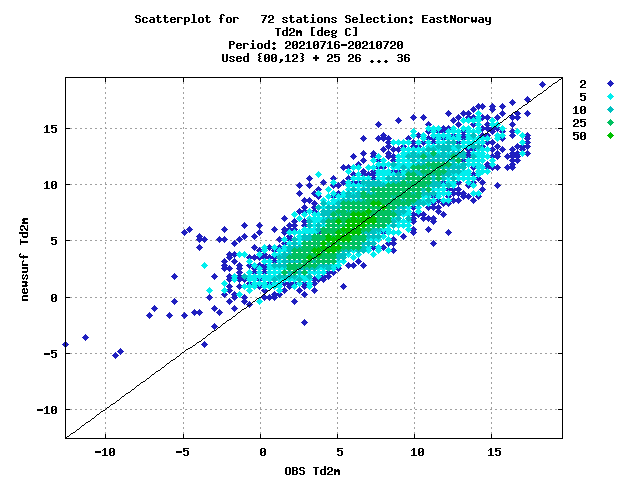 Scatterplot for   72 stations Selection: EastNorway
Td2m [deg C]
Period: 20210716-20210720
Used {00,12} + 25 26 ... 36
2
5
10
25
50
15
10
5
0
-5
-10
newsurf Td2m
-10 -5 0 5 10 15
OBS Td2m